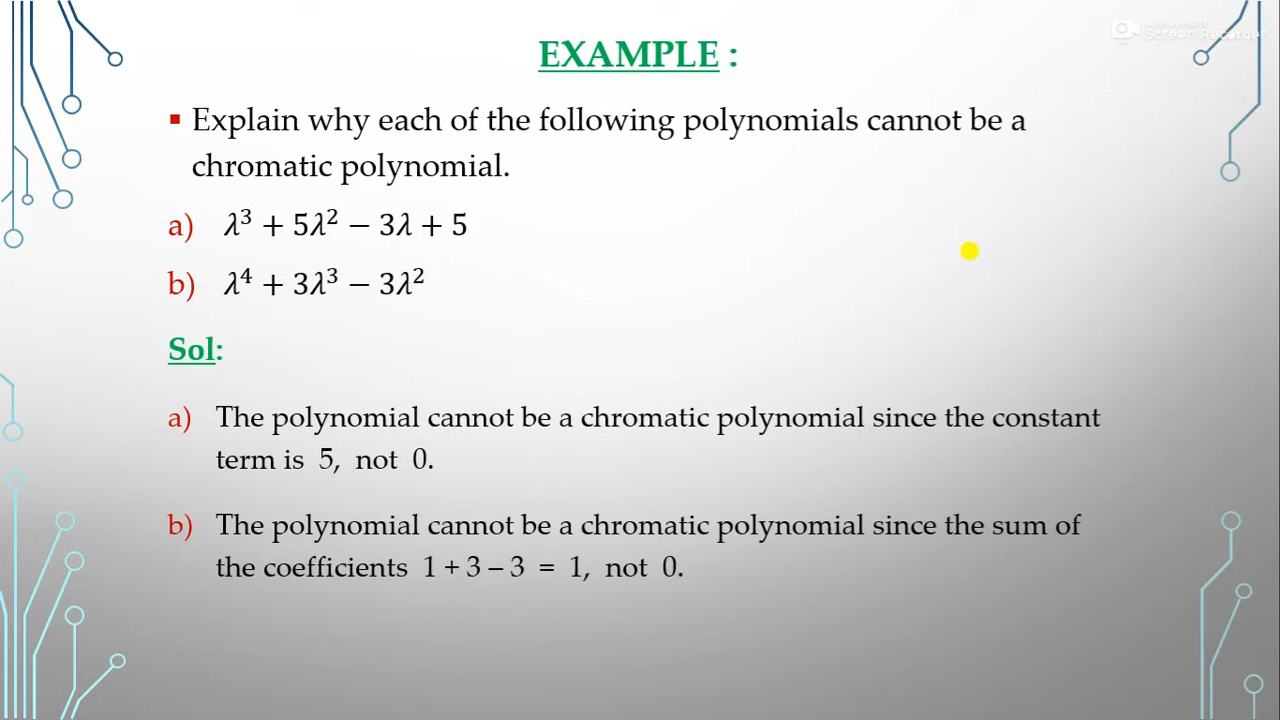 EXAMPLE :
▪ Explain why each of the following polynomials cannot be a
chromatic polynomial.
a) λ³ + 5λ² − 3λ + 5
b) λ⁴ + 3λ³ − 3λ²
Sol:
a) The polynomial cannot be a chromatic polynomial since the constant
term is 5, not 0.
b) The polynomial cannot be a chromatic polynomial since the sum of
the coefficients 1 + 3 – 3 = 1, not 0.
Screen Recorder